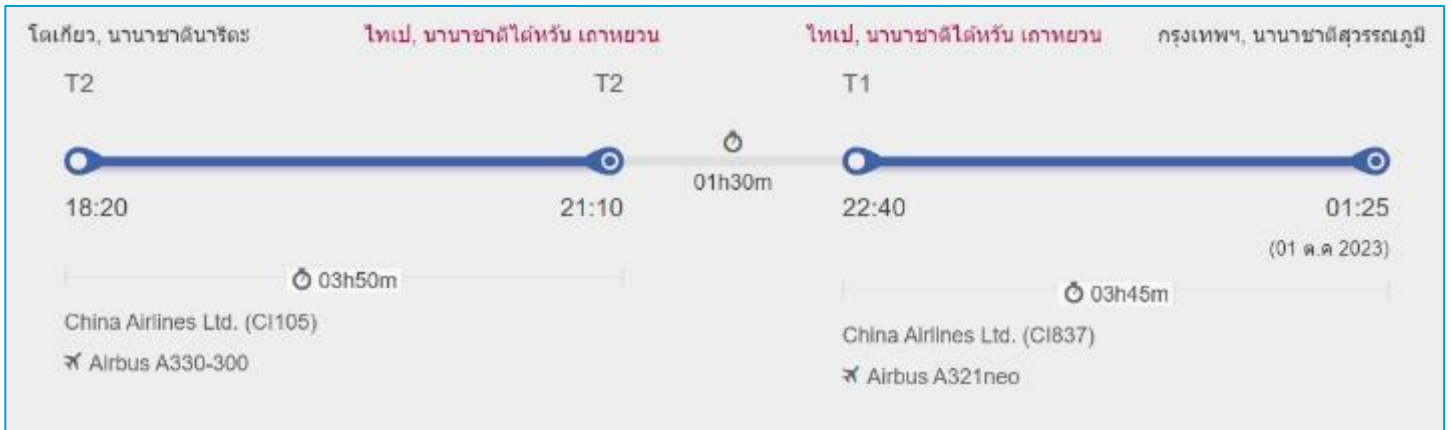 โตเกียว, นานาชาตินาริตะ ไทเป, นานาชาติไต้หวัน เถาหยวน ไทเป, นานาชาติไต้หวัน เถาหยวน กรุงเทพฯ, นานาชาติสุวรรณภูมิ
T2 T2 T1
01h30m
18:20 21:10 22:40 01:25
(01 ต.ค 2023)
03h50m 03h45m
China Airlines Ltd. (CI105) China Airlines Ltd. (CI837)
Airbus A330-300 Airbus A321neo